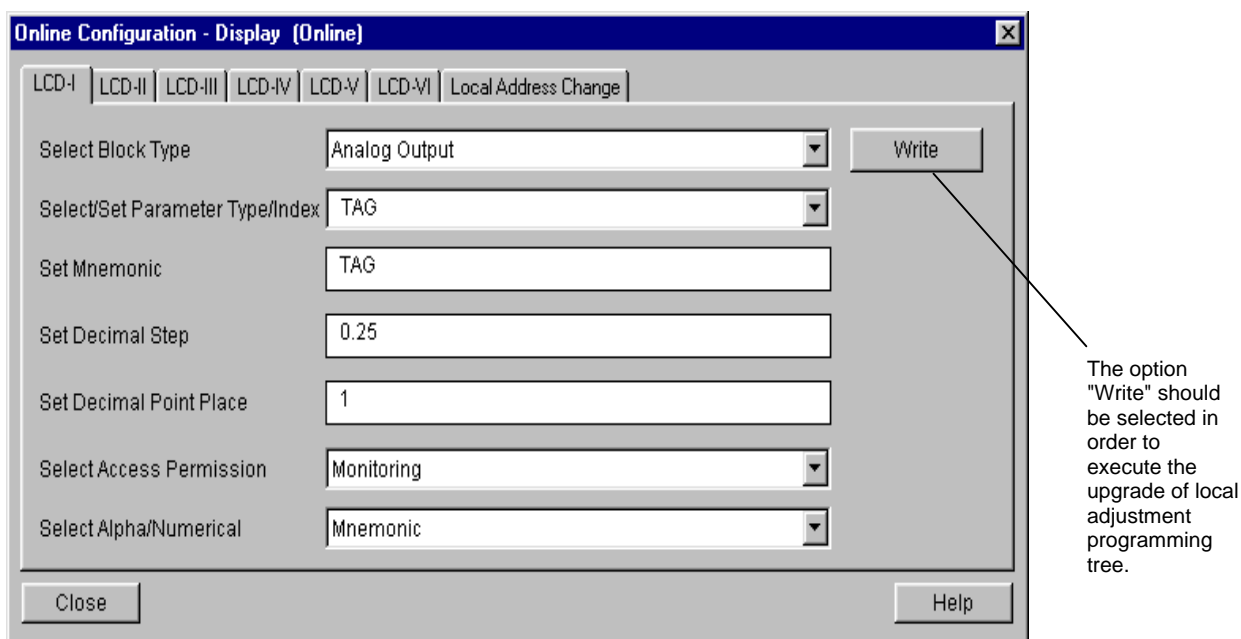 Online Configuration - Display (Online)
LCD-I LCD-II LCD-III LCD-IV LCD-V LCD-VI Local Address Change
Select Block Type Analog Output Write
Select/Set Parameter Type/Index TAG
Set Mnemonic TAG
Set Decimal Step 0.25
Set Decimal Point Place 1
Select Access Permission Monitoring
Select Alpha/Numerical Mnemonic
Close Help
The option
"Write" should
be selected in
order to
execute the
upgrade of local
adjustment
programming
tree.